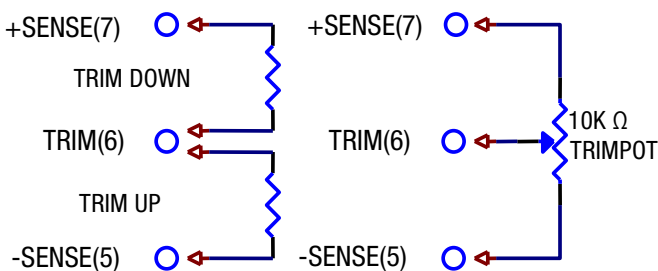 +SENSE(7)
TRIM DOWN
TRIM(6)
TRIM UP
-SENSE(5)
+SENSE(7)
TRIM(6)
10K Ω
TRIMPOT
-SENSE(5)